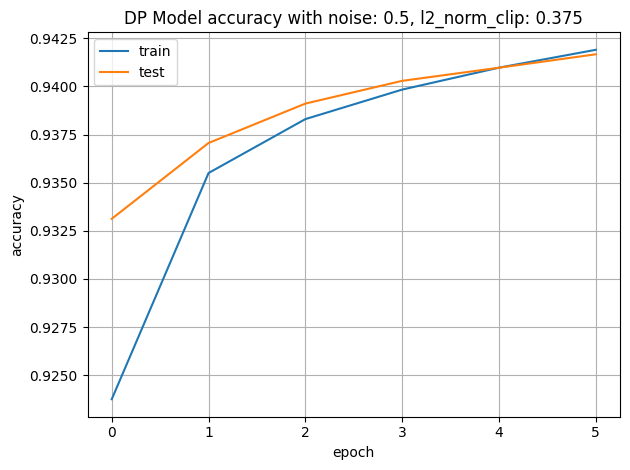 DP Model accuracy with noise: 0.5, l2_norm_clip: 0.375
train
test
accuracy
0.9425
0.9400
0.9375
0.9350
0.9325
0.9300
0.9275
0.9250
0 1 2 3 4 5
epoch